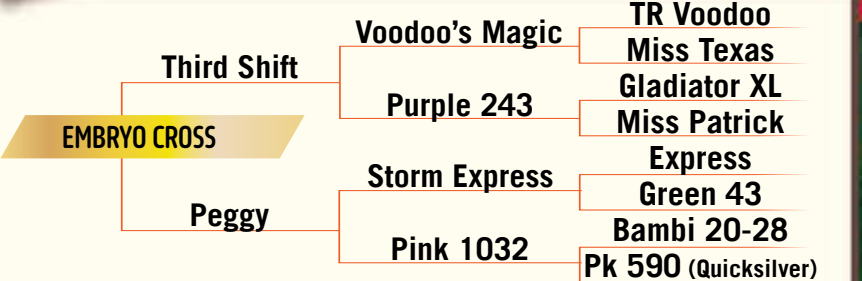 TR Voodoo
Voodoo's Magic
Miss Texas
Third Shift
Gladiator XL
Purple 243
Miss Patrick
EMBRYO CROSS
Express
Storm Express
Green 43
Peggy
Bambi 20-28
Pink 1032
Pk 590 (Quicksilver)